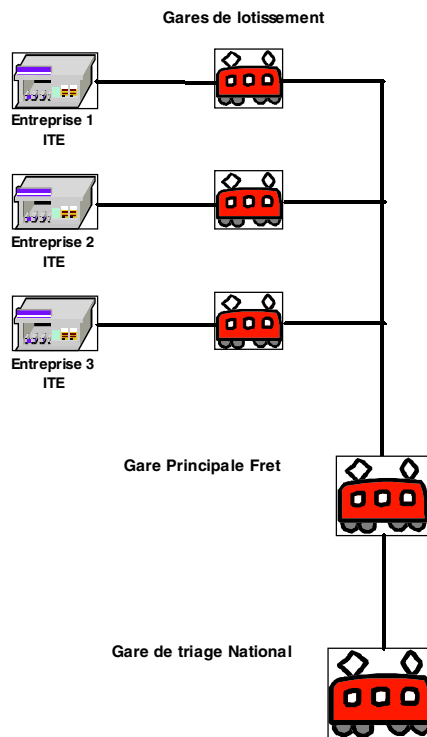 Gares de lotissement
Entreprise 1
ITE
Entreprise 2
ITE
Entreprise 3
ITE
Gare Principale Fret
Gare de triage National